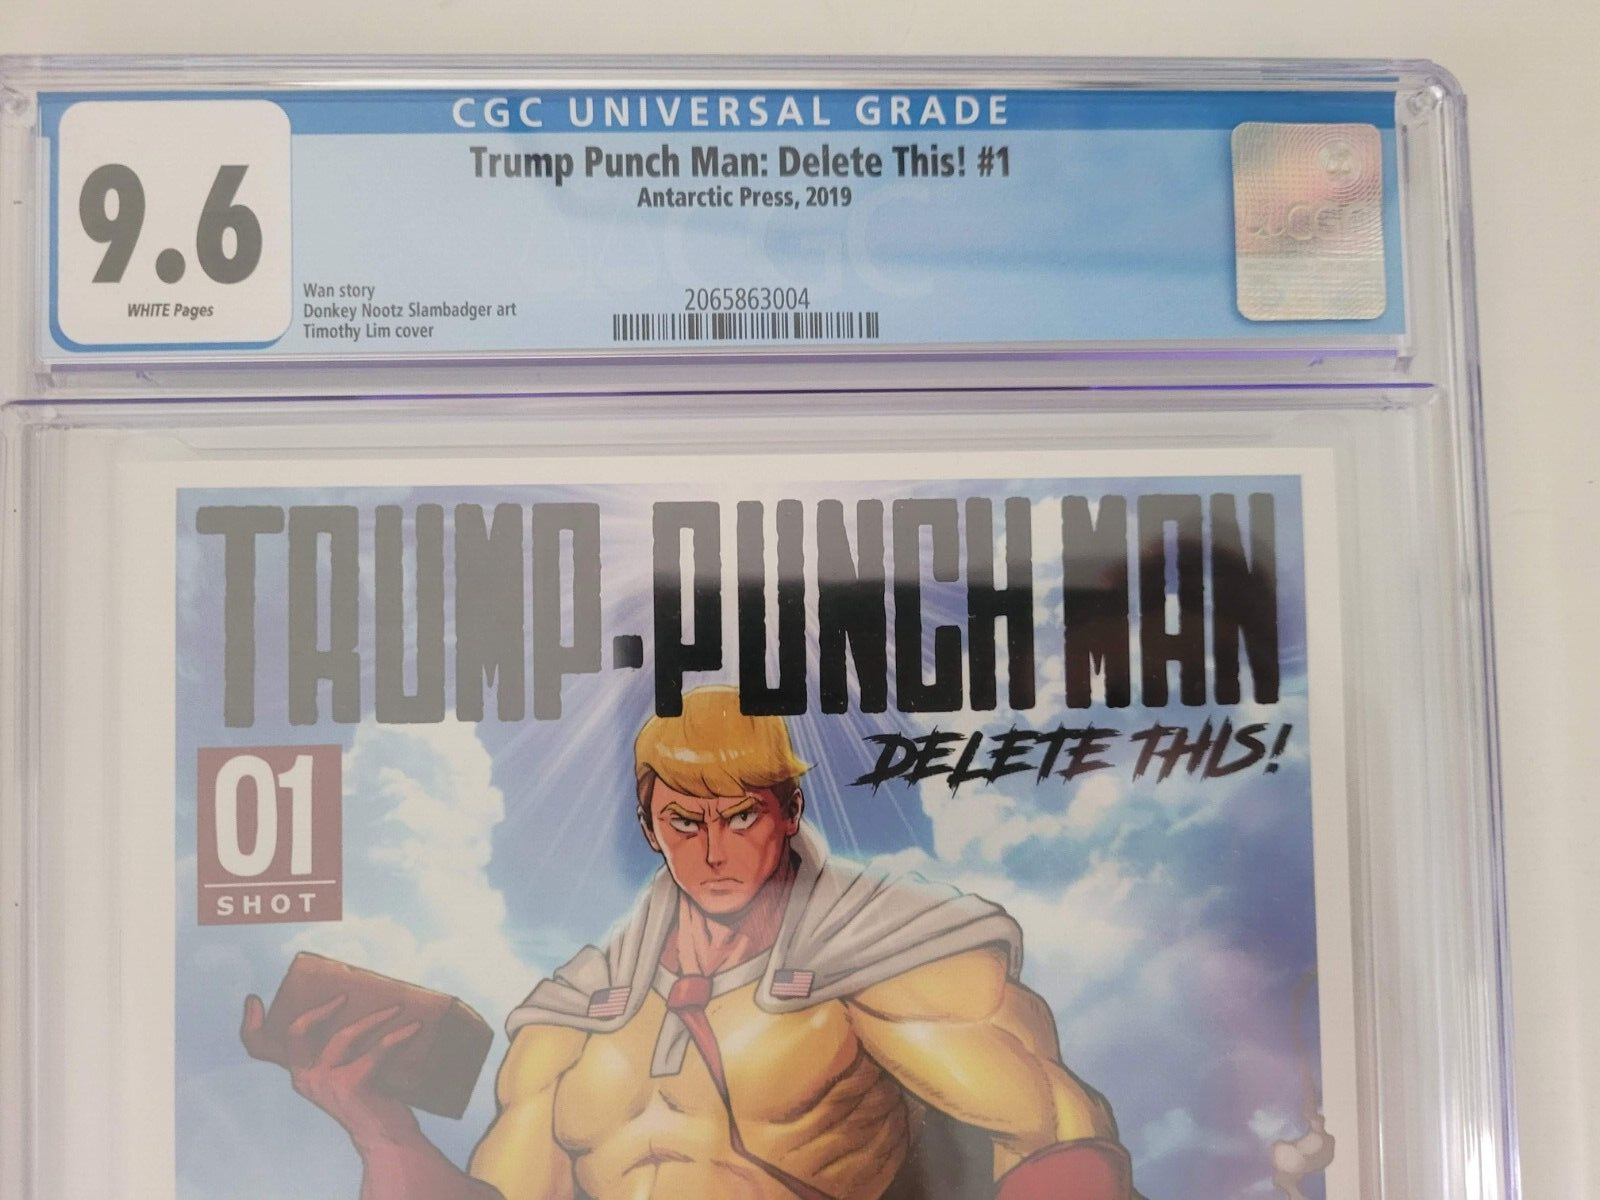 CGC UNIVERSAL GRADE
9.6
WHITE Pages
Trump Punch Man: Delete This! #1
Antarctic Press, 2019
Wan story
Donkey Nootz Slambadger art
Timothy Lim cover
2065863004
TRUMP-PUNCH MAN
DELETE THIS!
01
SHOT